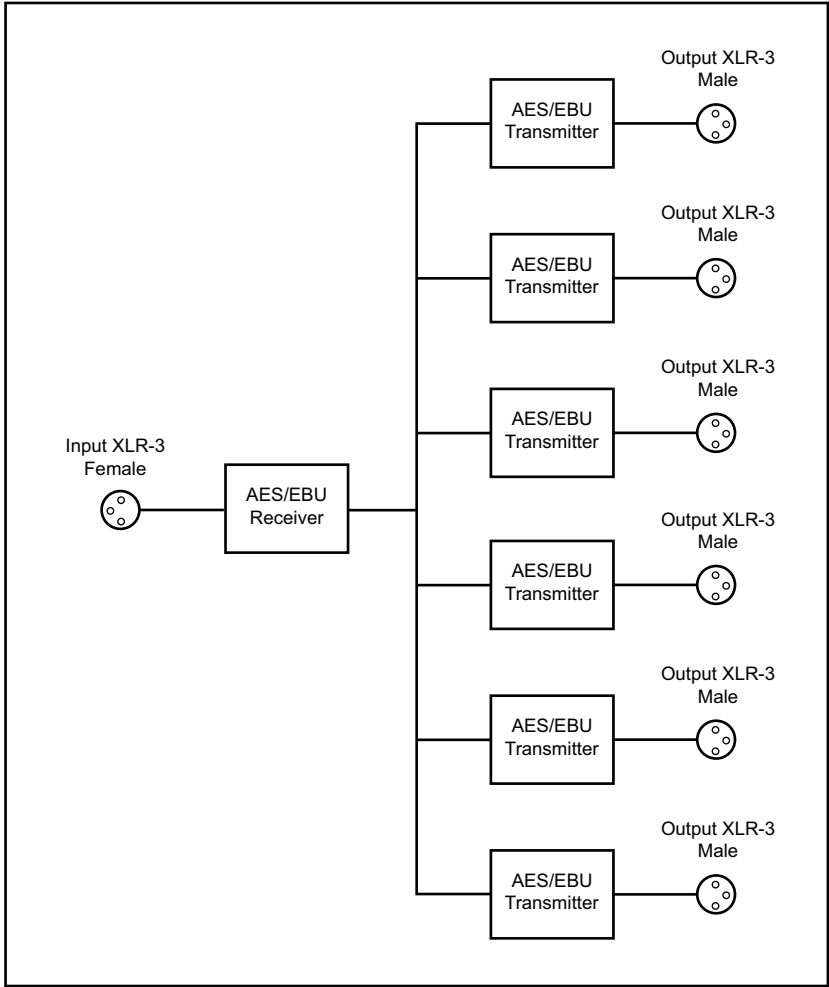 Output XLR-3
Male
AES/EBU
Transmitter
Output XLR-3
Male
AES/EBU
Transmitter
Output XLR-3
Male
AES/EBU
Transmitter
Input XLR-3
Female
AES/EBU
Receiver
Output XLR-3
Male
AES/EBU
Transmitter
Output XLR-3
Male
AES/EBU
Transmitter
Output XLR-3
Male
AES/EBU
Transmitter